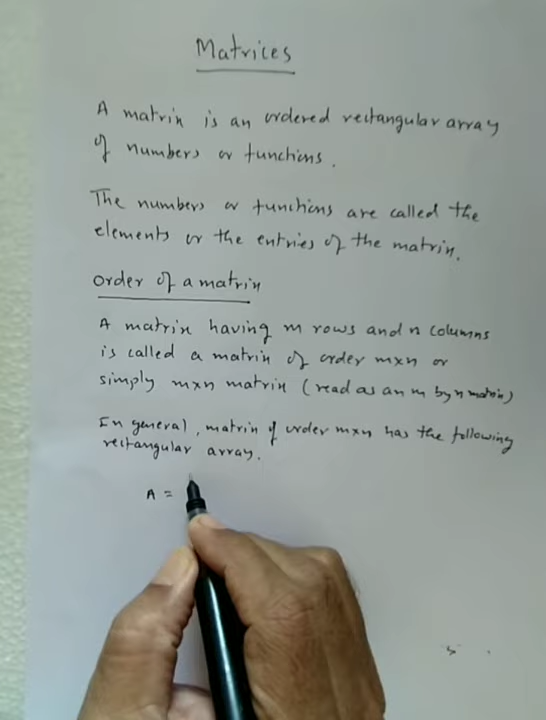 Matrices
A matrix is an ordered rectangular array
of numbers or functions.
The numbers or functions are called the
elements or the entries of the matrix.
Order of a matrix
A matrix having m rows and n columns
is called a matrix of order m×n or
simply m×n matrix (read as an m by n matrix)
In general, matrix of order m×n has the following
rectangular array.
A =